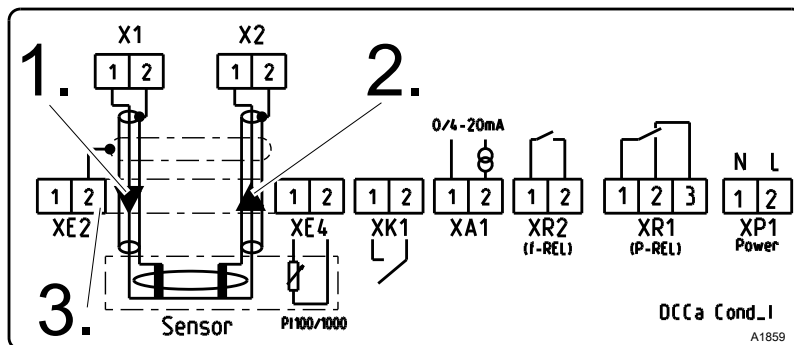 X1 X2
1 2 1 2
1. 2.
0/4-20mA
N L
1 2 1 2 1 2 1 2 1 2 1 2 3 1 2
XE2 XE4 XK1 XA1 XR2 XR1 XP1
(f-REL) (P-REL) Power
3.
Sensor Pt100/1000 DCCa Cond_I
A1859